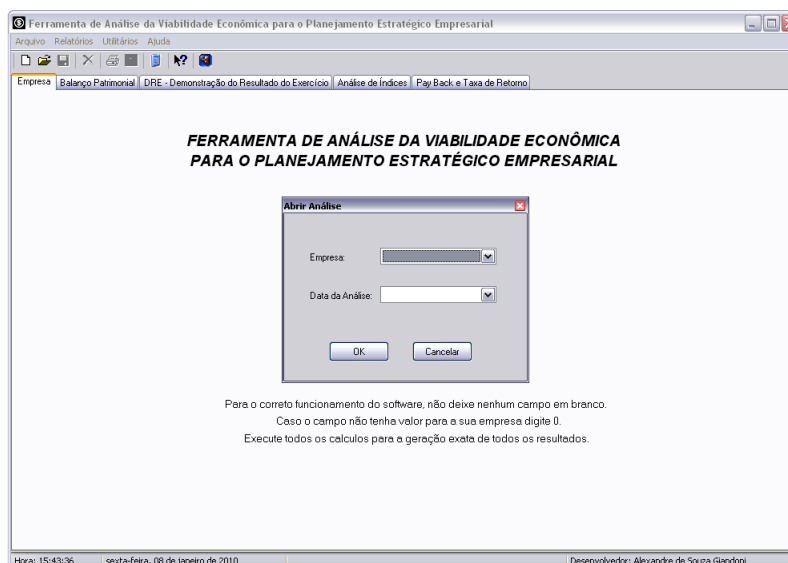 Ferramenta de Análise da Viabilidade Econômica para o Planejamento Estratégico Empresarial
Arquivo Relatórios Utilitários Ajuda
Empresa Balanço Patrimonial DRE - Demonstração do Resultado do Exercício Análise de Índices Pay Back e Taxa de Retorno
FERRAMENTA DE ANÁLISE DA VIABILIDADE ECONÔMICA
PARA O PLANEJAMENTO ESTRATÉGICO EMPRESARIAL
Abrir Análise
Empresa:
Data da Análise:
OK Cancelar
Para o correto funcionamento do software, não deixe nenhum campo em branco.
Caso o campo não tenha valor para a sua empresa digite 0.
Execute todos os calculos para a geração exata de todos os resultados.
Hora: 15:43:36 sexta-feira, 08 de janeiro de 2010 Desenvolvedor: Alexandre de Souza Giandoni